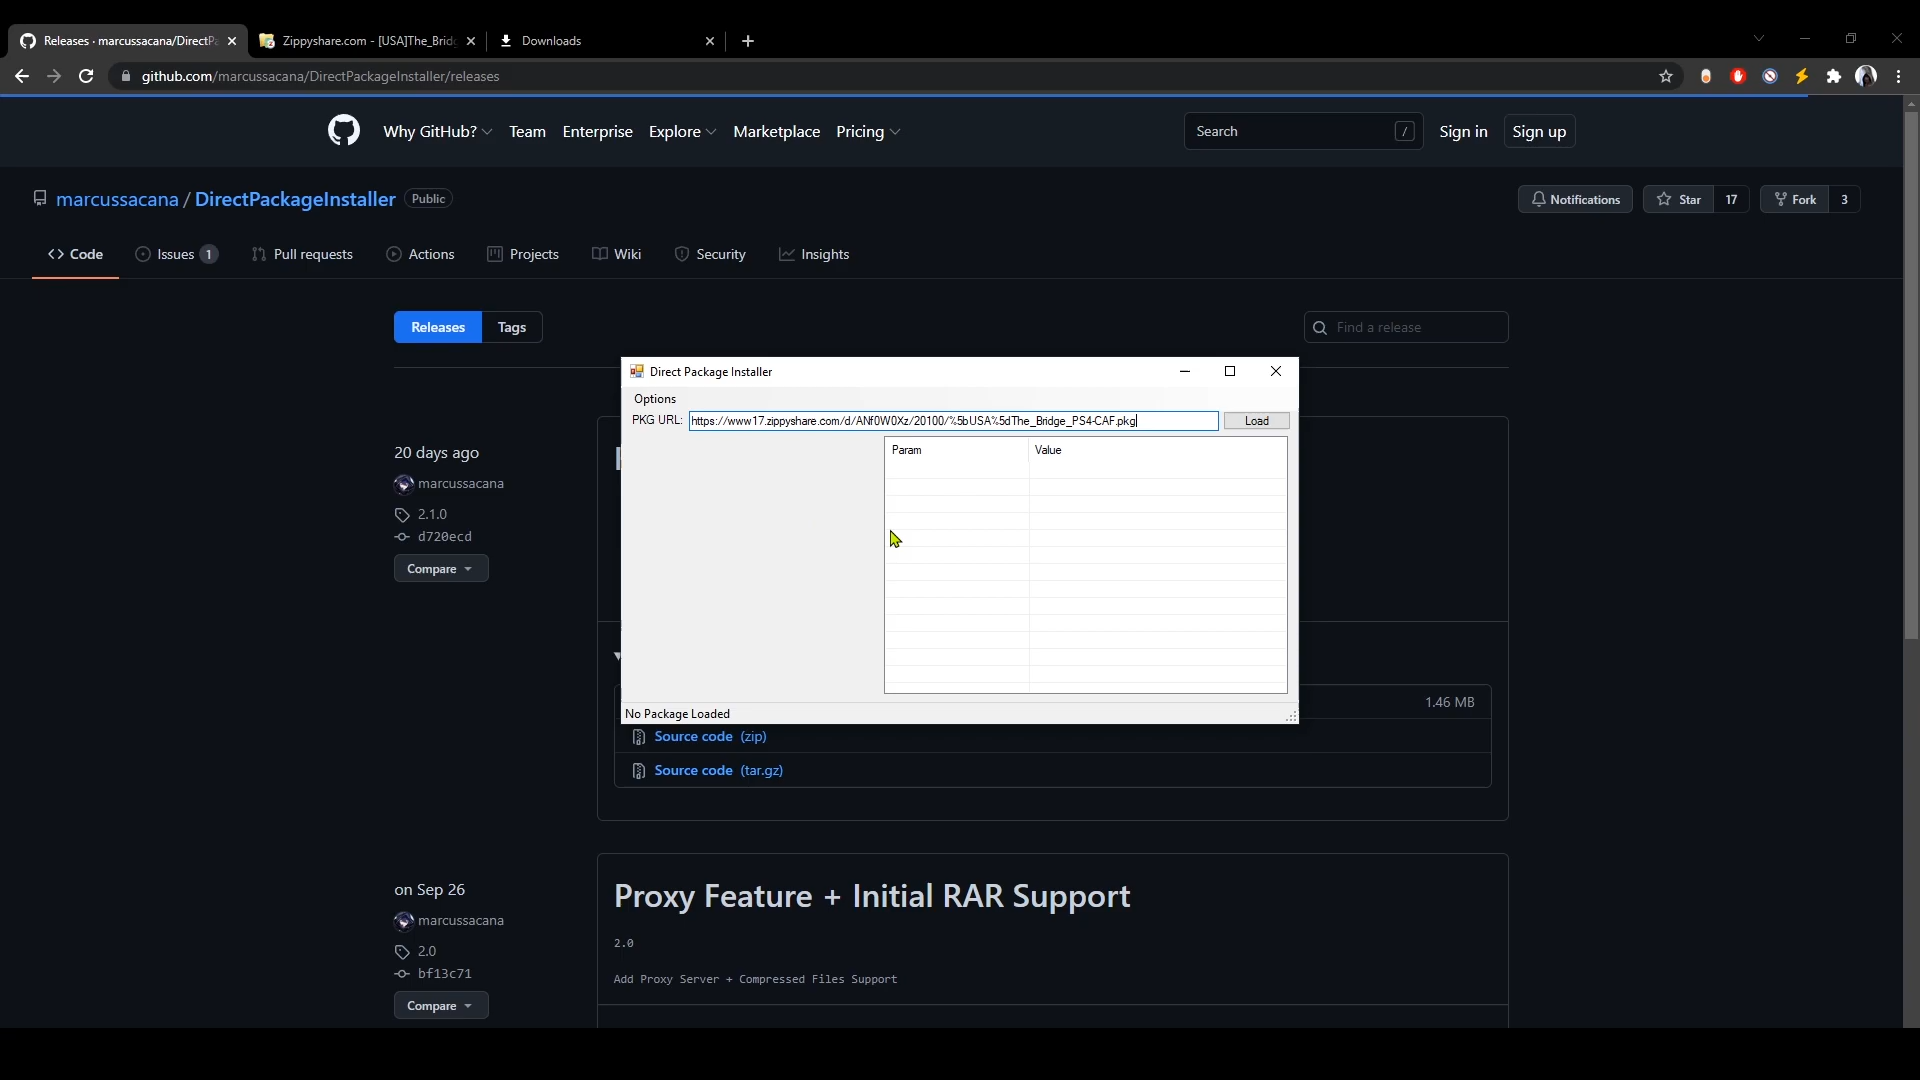 Releases · marcussacana/DirectPa
Zippyshare.com - [USA]The_Brid
Downloads
github.com/marcussacana/DirectPackageInstaller/releases
Why GitHub? Team Enterprise Explore Marketplace Pricing Search / Sign in Sign up
marcussacana / DirectPackageInstaller Public Notifications Star 17 Fork 3
Code Issues 1 Pull requests Actions Projects Wiki Security Insights
Releases Tags Find a release
Direct Package Installer
Options
PKG URL: https://www17.zippyshare.com/d/ANf0W0Xz/20100/%5bUSA%5dThe_Bridge_PS4-CAF.pkg Load
Param Value
No Package Loaded
20 days ago
marcussacana
2.1.0
d720ecd
Compare
1.46 MB
Source code (zip)
Source code (tar.gz)
on Sep 26
marcussacana
2.0
bf13c71
Compare
Proxy Feature + Initial RAR Support
2.0
Add Proxy Server + Compressed Files Support